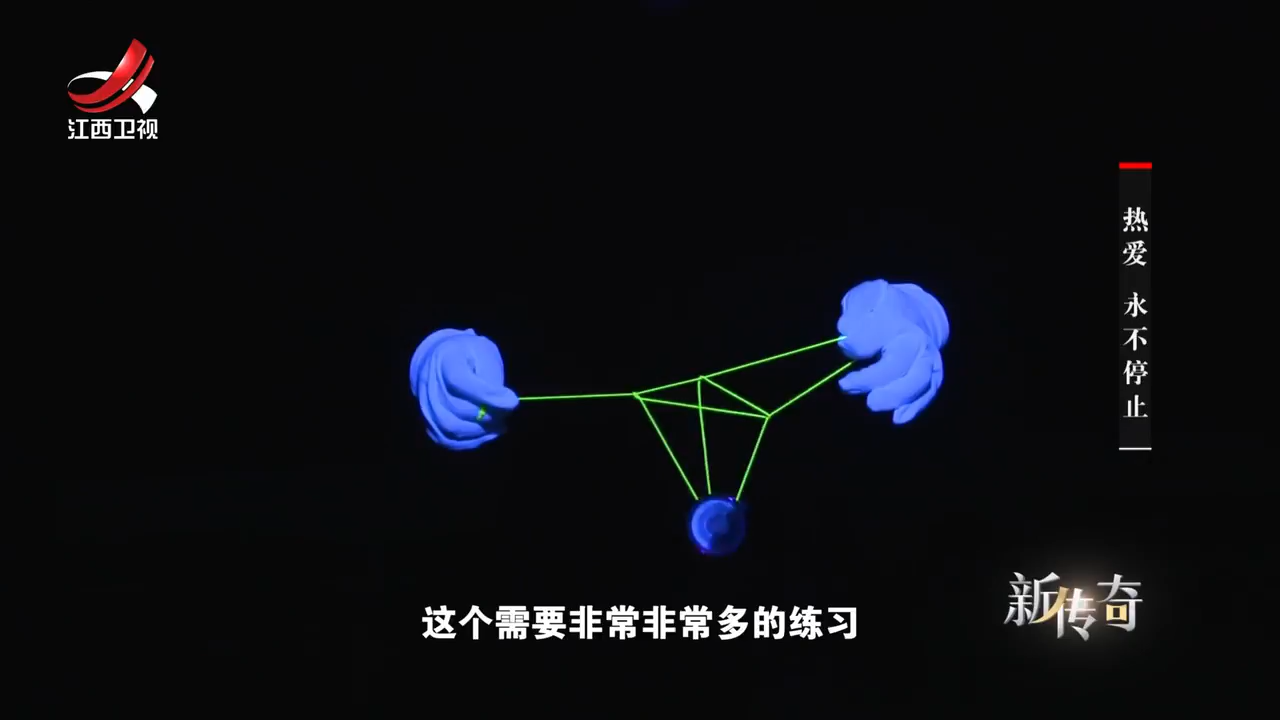 江西卫视
热爱 永不停止
新传奇
这个需要非常非常多的练习